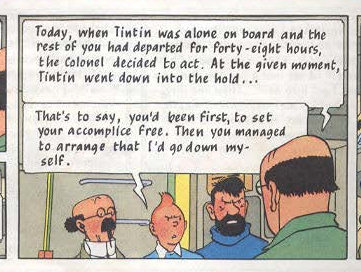 Today, when Tintin was alone on board and the
rest of you had departed for forty-eight hours,
the Colonel decided to act. At the given moment,
Tintin went down into the hold...
That's to say, you'd been first, to set
your accomplice free. Then you managed
to arrange that I'd go down my-
self.